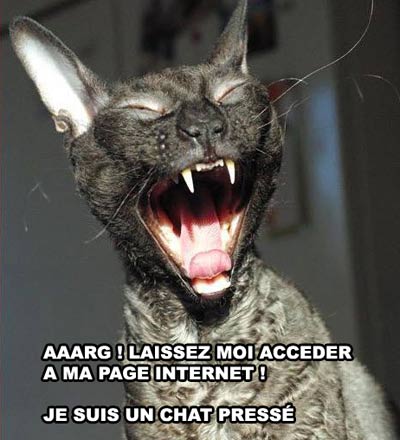 AAARG ! LAISSEZ MOI ACCEDER
A MA PAGE INTERNET !
JE SUIS UN CHAT PRESSÉ